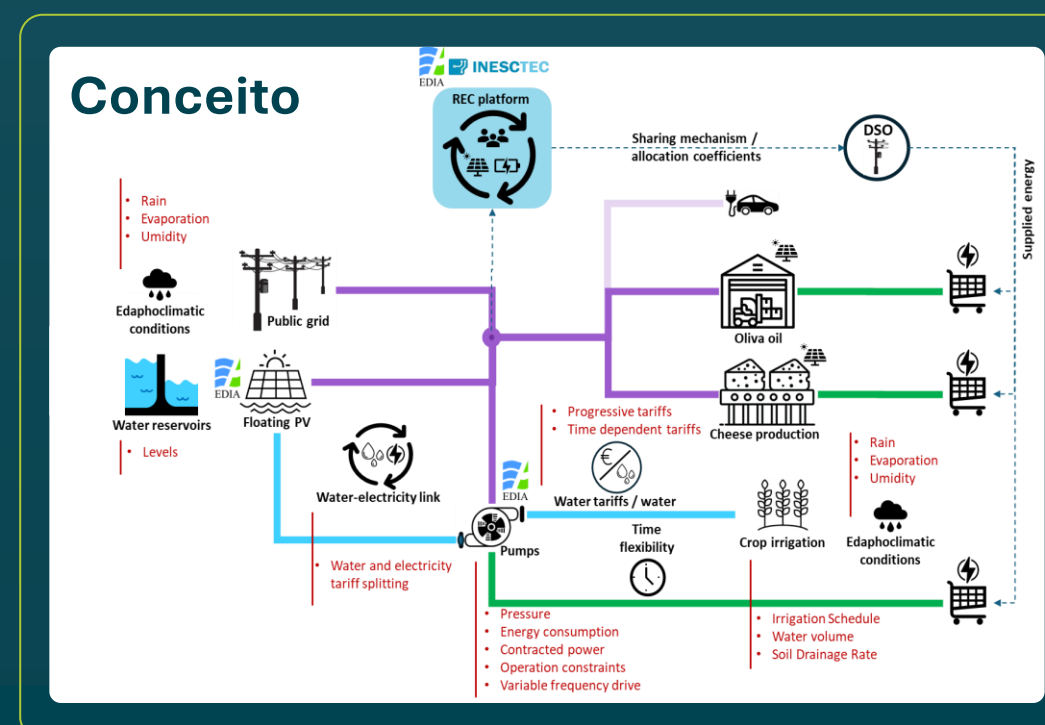 Conceito
EDIA
INESCTEC
REC platform
Sharing mechanism /
allocation coefficients
DSO
Supplied energy
• Rain
• Evaporation
• Umidity
Edaphoclimatic
conditions
Public grid
Oliva oil
Water reservoirs
• Levels
EDIA
Floating PV
Water-electricity link
• Progressive tariffs
• Time dependent tariffs
€
Cheese production
• Rain
• Evaporation
• Umidity
EDIA
Water tariffs / water
Pumps
Time
flexibility
Crop irrigation
Edaphoclimatic
conditions
• Water and electricity
tariff splitting
• Pressure
• Energy consumption
• Contracted power
• Operation constraints
• Variable frequency drive
• Irrigation Schedule
• Water volume
• Soil Drainage Rate